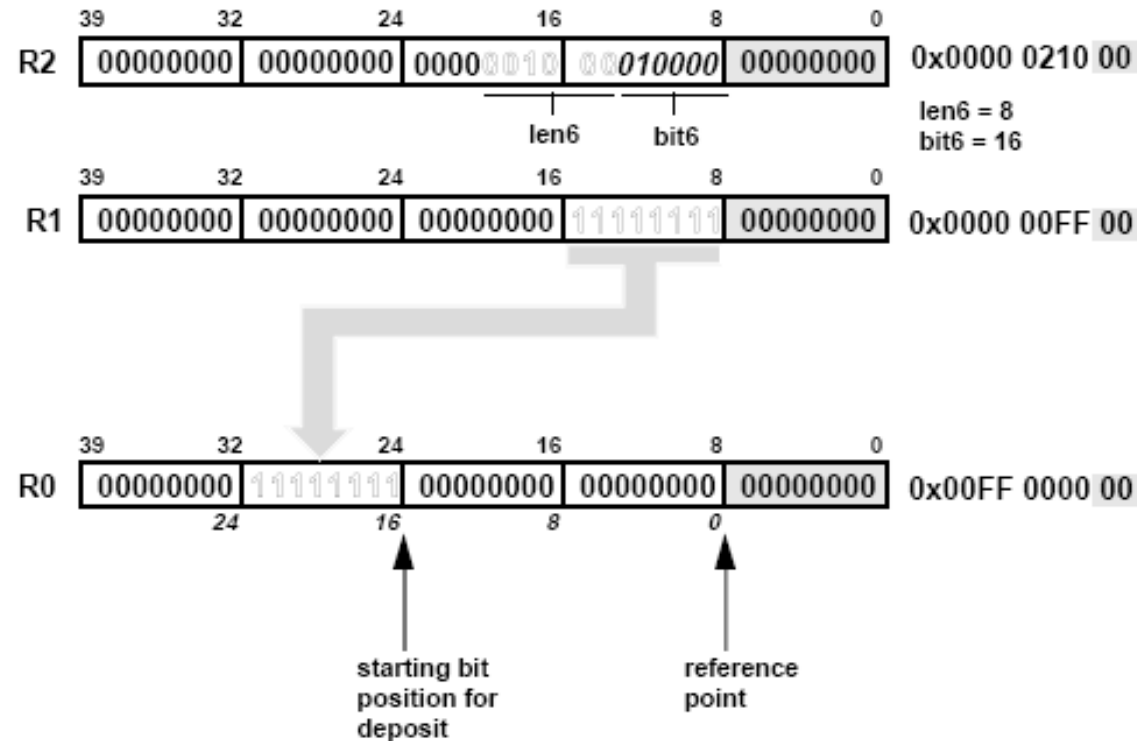 39 32 24 16 8 0
R2 00000000 00000000 00000010 00010000 00000000 0x0000 0210 00
len6 bit6
len6 = 8
bit6 = 16
39 32 24 16 8 0
R1 00000000 00000000 00000000 11111111 00000000 0x0000 00FF 00
39 32 24 16 8 0
R0 00000000 11111111 00000000 00000000 00000000 0x00FF 0000 00
24 16 8 0
starting bit
position for
deposit
reference
point